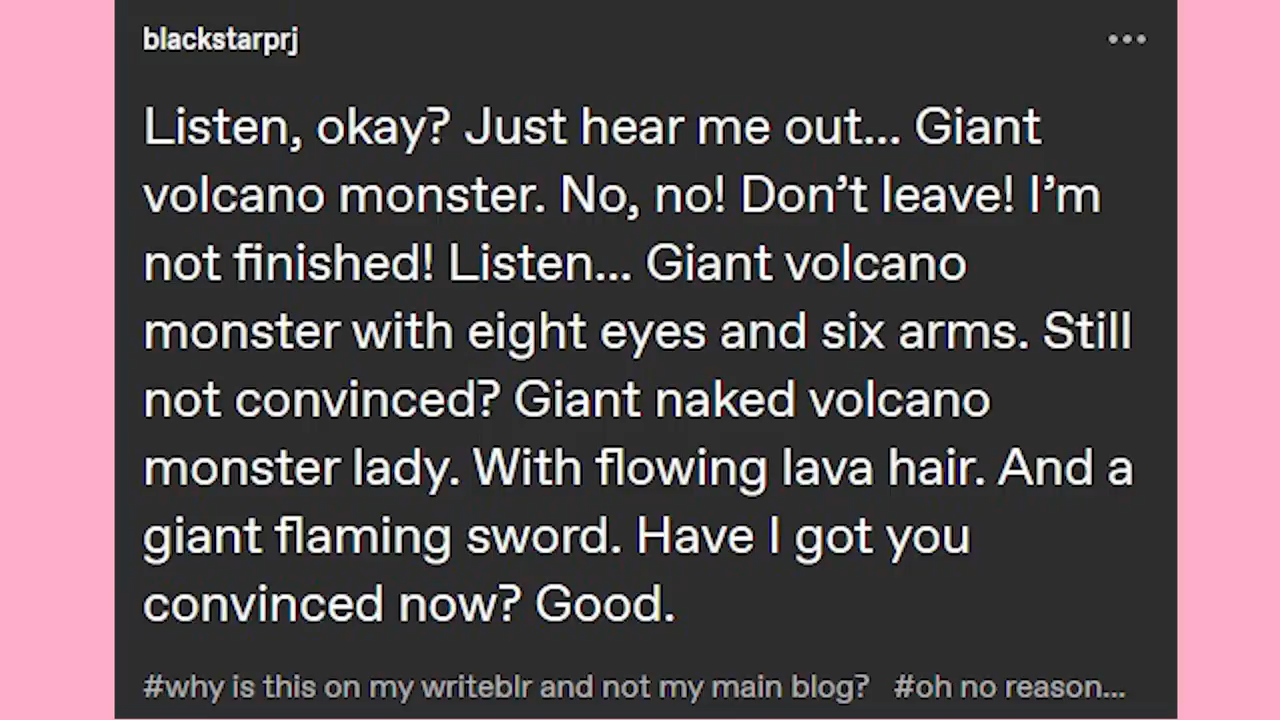 blackstarprj
Listen, okay? Just hear me out... Giant
volcano monster. No, no! Don’t leave! I’m
not finished! Listen... Giant volcano
monster with eight eyes and six arms. Still
not convinced? Giant naked volcano
monster lady. With flowing lava hair. And a
giant flaming sword. Have I got you
convinced now? Good.
#why is this on my writeblr and not my main blog? #oh no reason...